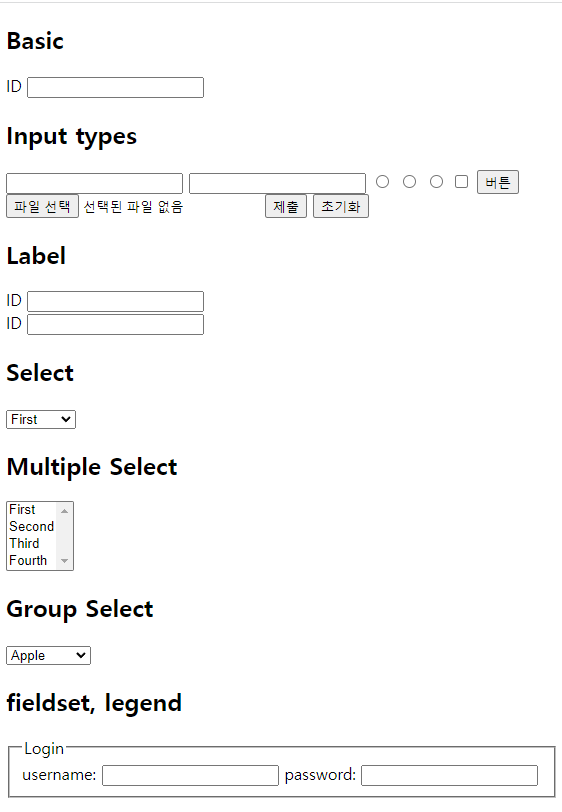 Basic
ID
Input types
버튼
파일 선택 선택된 파일 없음 제출 초기화
Label
ID
ID
Select
First
Multiple Select
First
Second
Third
Fourth
Group Select
Apple
fieldset, legend
Login
username: password: